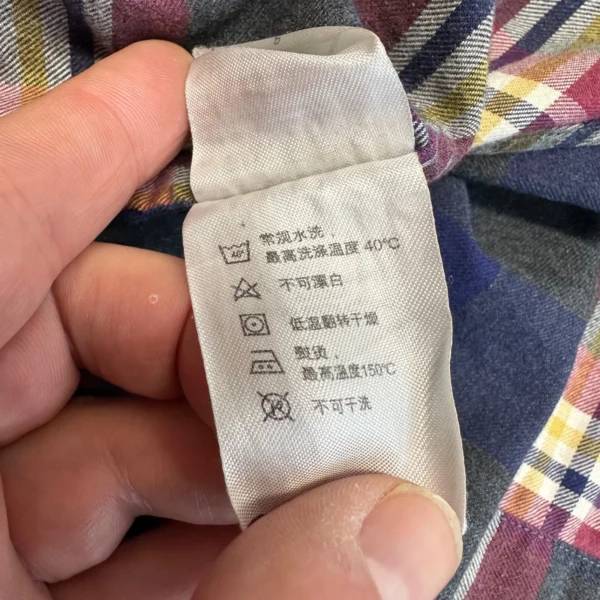 常规水洗，
最高洗涤温度 40℃
不可漂白
低温翻转干燥
熨烫，
最高温度150℃
不可干洗